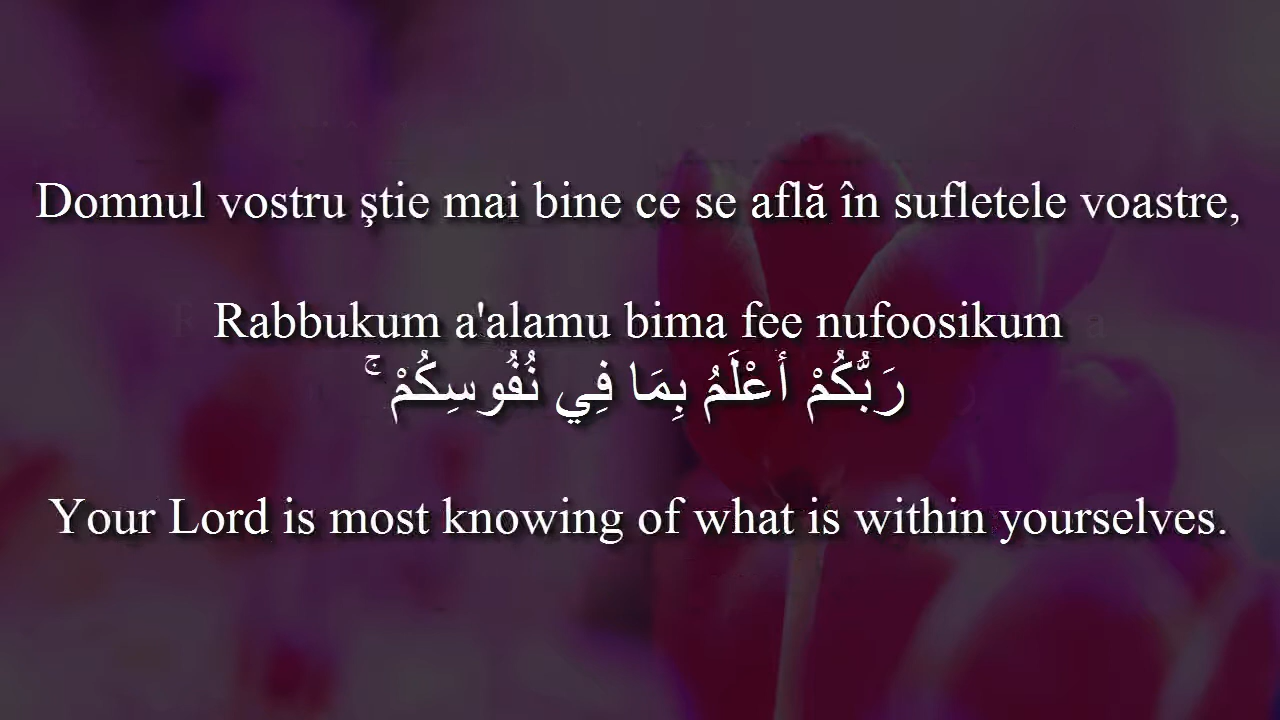 Domnul vostru ştie mai bine ce se află în sufletele voastre,
Rabbukum a'alamu bima fee nufoosikum
رَبُّكُمْ أَعْلَمُ بِمَا فِي نُفُوسِكُمْ ۚ
Your Lord is most knowing of what is within yourselves.